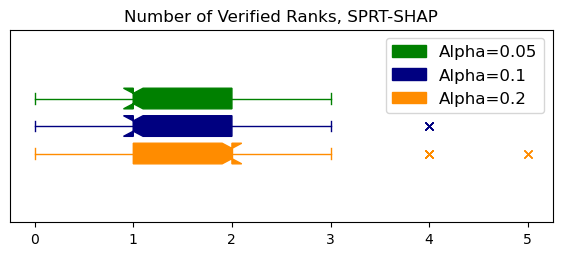 Number of Verified Ranks, SPRT-SHAP
Alpha=0.05
Alpha=0.1
Alpha=0.2
0 1 2 3 4 5